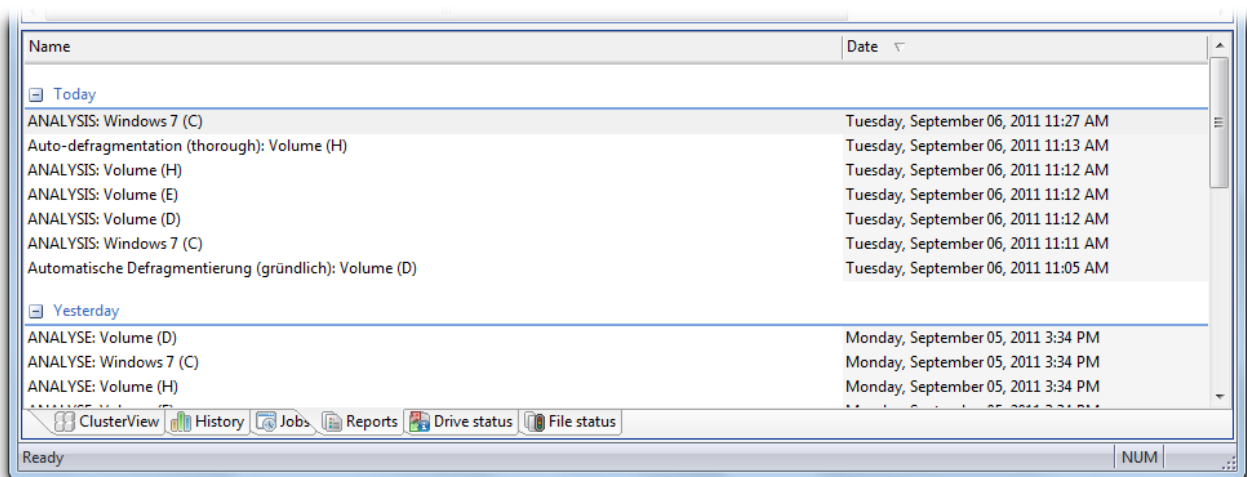 Name Date
Today
ANALYSIS: Windows 7 (C) Tuesday, September 06, 2011 11:27 AM
Auto-defragmentation (thorough): Volume (H) Tuesday, September 06, 2011 11:13 AM
ANALYSIS: Volume (H) Tuesday, September 06, 2011 11:12 AM
ANALYSIS: Volume (E) Tuesday, September 06, 2011 11:12 AM
ANALYSIS: Volume (D) Tuesday, September 06, 2011 11:12 AM
ANALYSIS: Windows 7 (C) Tuesday, September 06, 2011 11:11 AM
Automatische Defragmentierung (gründlich): Volume (D) Tuesday, September 06, 2011 11:05 AM
Yesterday
ANALYSE: Volume (D) Monday, September 05, 2011 3:34 PM
ANALYSE: Windows 7 (C) Monday, September 05, 2011 3:34 PM
ANALYSE: Volume (H) Monday, September 05, 2011 3:34 PM
ClusterView History Jobs Reports Drive status File status
Ready NUM